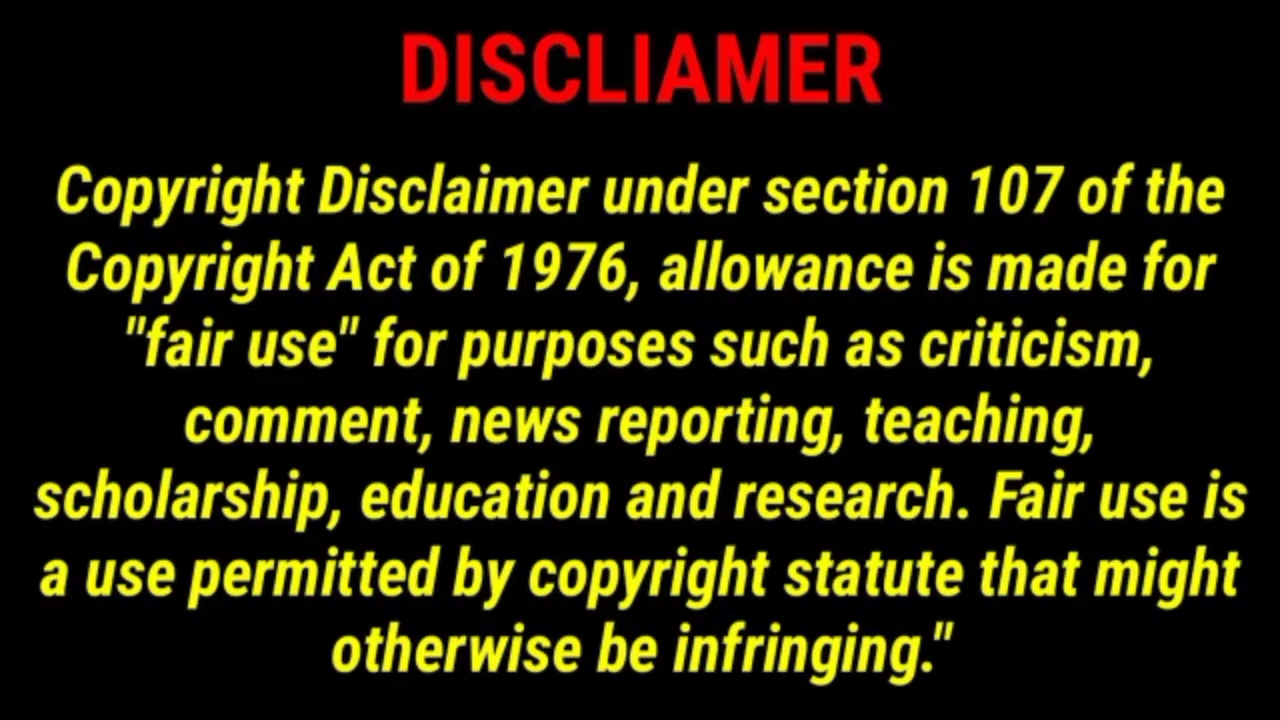 DISCLIAMER
Copyright Disclaimer under section 107 of the
Copyright Act of 1976, allowance is made for
"fair use" for purposes such as criticism,
comment, news reporting, teaching,
scholarship, education and research. Fair use is
a use permitted by copyright statute that might
otherwise be infringing."